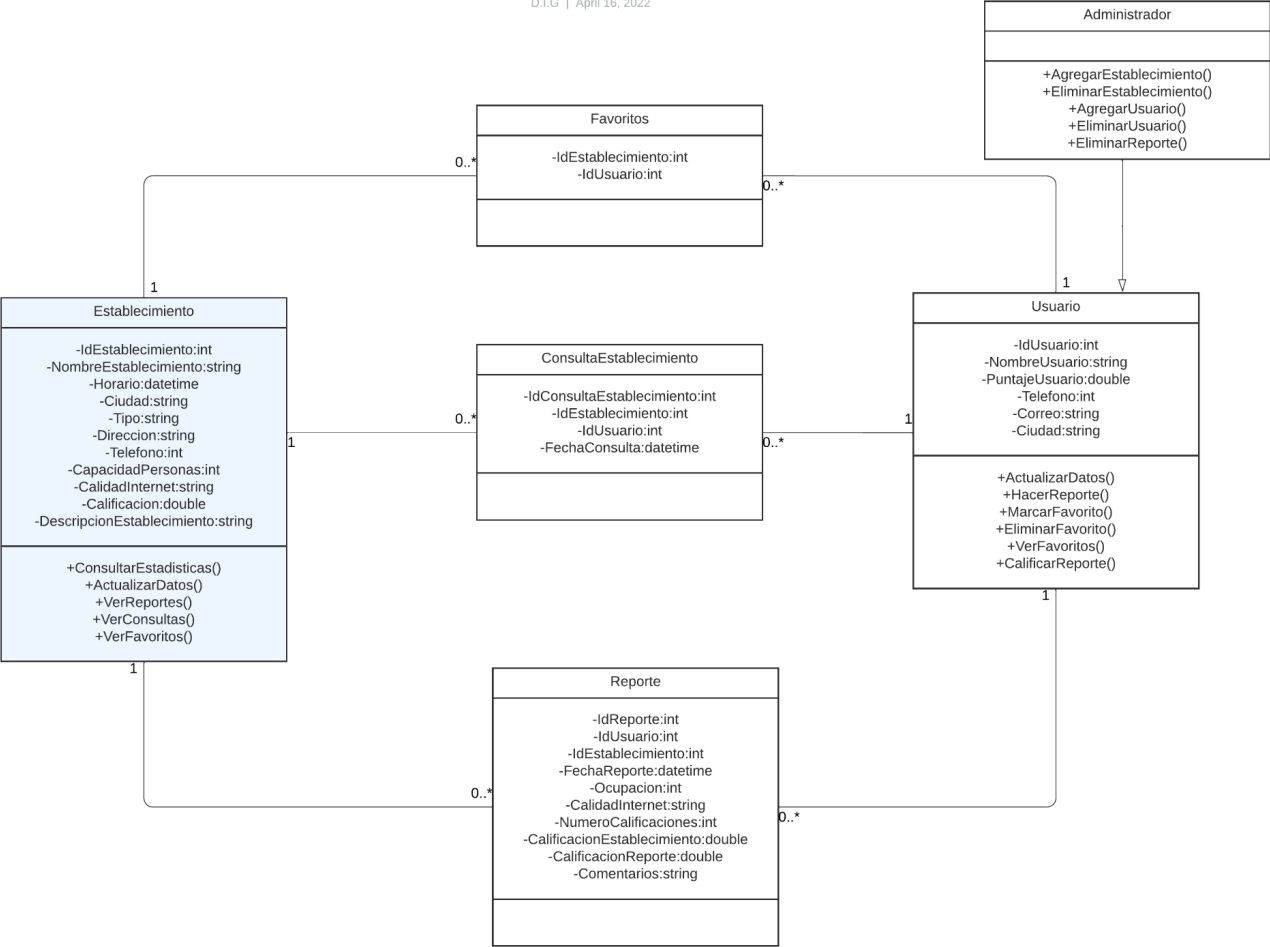 D.I.G | April 16, 2022
Administrador
+AgregarEstablecimiento()
+EliminarEstablecimiento()
+AgregarUsuario()
+EliminarUsuario()
+EliminarReporte()
Favoritos
-IdEstablecimiento:int
-IdUsuario:int
0..*
0..*
1
1
Establecimiento
-IdEstablecimiento:int
-NombreEstablecimiento:string
-Horario:datetime
-Ciudad:string
-Tipo:string
-Direccion:string
-Telefono:int
-CapacidadPersonas:int
-CalidadInternet:string
-Calificacion:double
-DescripcionEstablecimiento:string
+ConsultarEstadisticas()
+ActualizarDatos()
+VerReportes()
+VerConsultas()
+VerFavoritos()
ConsultaEstablecimiento
-IdConsultaEstablecimiento:int
-IdEstablecimiento:int
-IdUsuario:int
-FechaConsulta:datetime
0..*
1
1
0..*
Usuario
-IdUsuario:int
-NombreUsuario:string
-PuntajeUsuario:double
-Telefono:int
-Correo:string
-Ciudad:string
+ActualizarDatos()
+HacerReporte()
+MarcarFavorito()
+EliminarFavorito()
+VerFavoritos()
+CalificarReporte()
1
1
Reporte
-IdReporte:int
-IdUsuario:int
-IdEstablecimiento:int
-FechaReporte:datetime
-Ocupacion:int
-CalidadInternet:string
-NumeroCalificaciones:int
-CalificacionEstablecimiento:double
-CalificacionReporte:double
-Comentarios:string
0..*
0..*